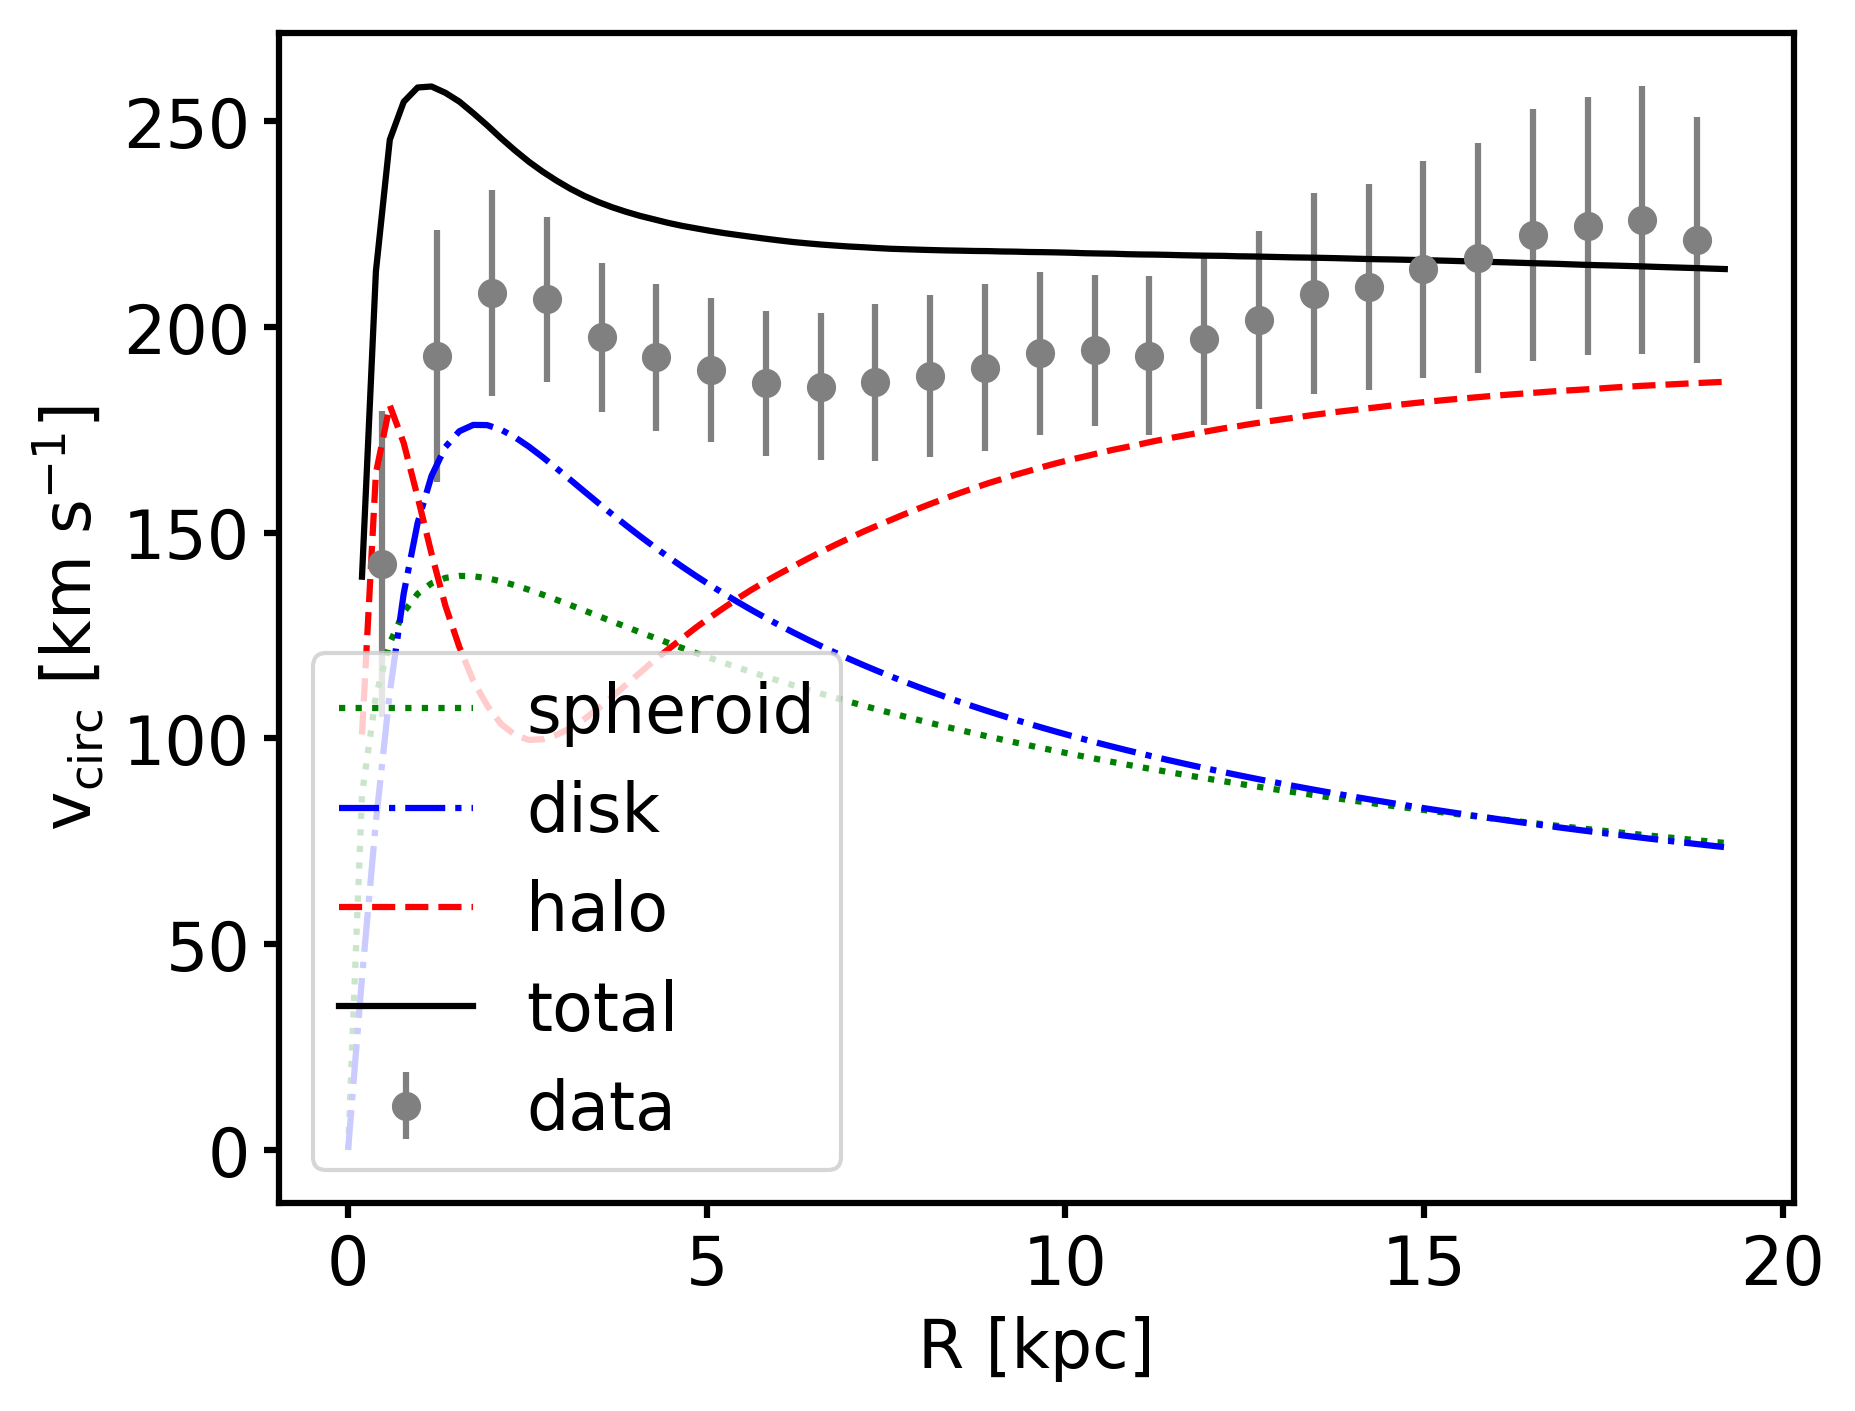 250
200
150
100
50
0
v_circ [km s⁻¹]
spheroid
disk
halo
total
data
0 5 10 15 20
R [kpc]